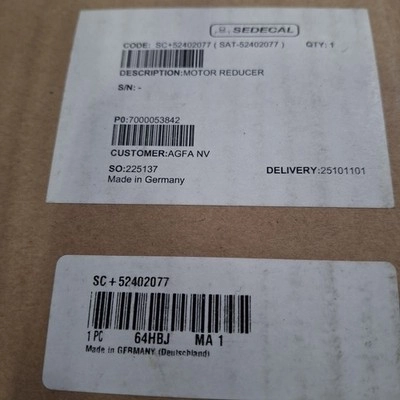 SEDECAL
CODE: SC+52402077 ( SAT-52402077 ) QTY: 1
DESCRIPTION:MOTOR REDUCER
S/N: -
P0:7000053842
CUSTOMER:AGFA NV
SO:225137 DELIVERY:25101101
Made in Germany
SC+52402077
1 PC 64HBJ MA 1
Made in GERMANY (Deutschland)